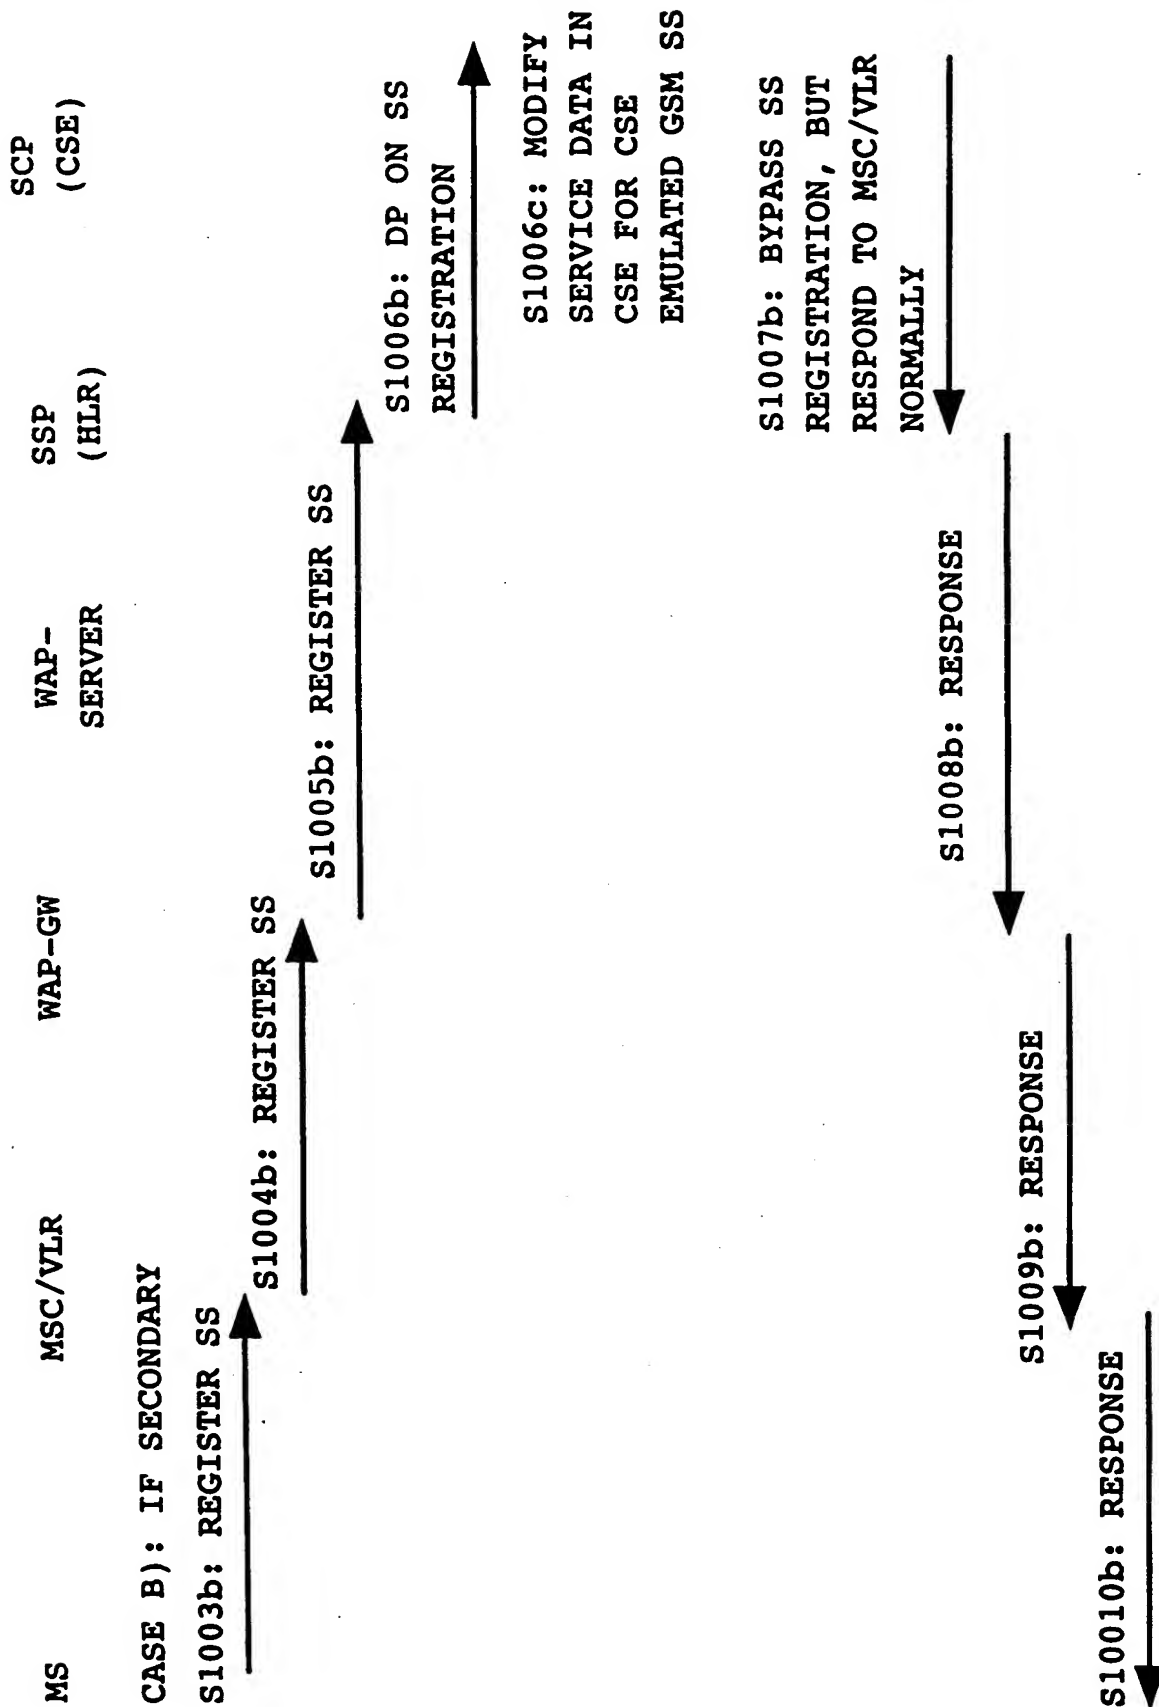 MS
MSC/VLR
WAP-GW
WAP-
SERVER
SSP
(HLR)
SCP
(CSE)
CASE B): IF SECONDARY
S1003b: REGISTER SS
S1004b: REGISTER SS
S1005b: REGISTER SS
S1006b: DP ON SS
REGISTRATION
S1006c: MODIFY
SERVICE DATA IN
CSE FOR CSE
EMULATED GSM SS
S1007b: BYPASS SS
REGISTRATION, BUT
RESPOND TO MSC/VLR
NORMALLY
S1008b: RESPONSE
S1009b: RESPONSE
S10010b: RESPONSE